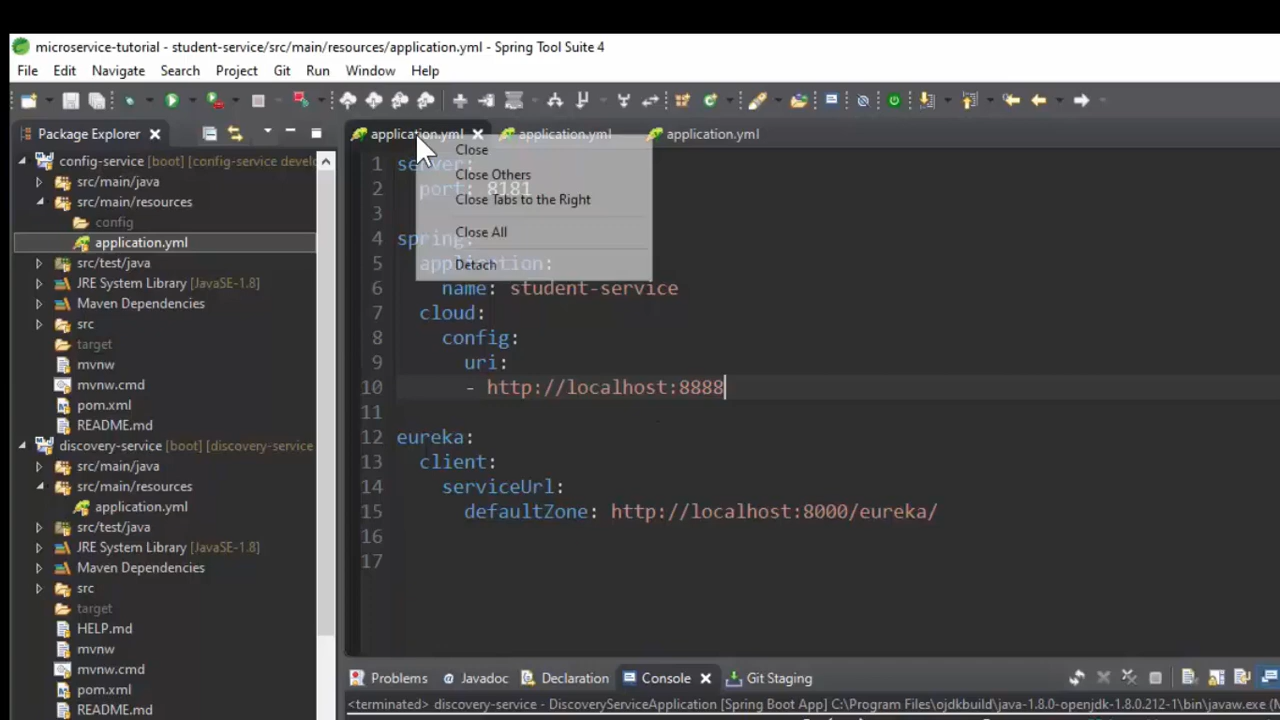 microservice-tutorial - student-service/src/main/resources/application.yml - Spring Tool Suite 4
File Edit Navigate Search Project Git Run Window Help
Package Explorer
application.yml application.yml application.yml
config-service [boot] [config-service develo
src/main/java
src/main/resources
config
application.yml
src/test/java
JRE System Library [JavaSE-1.8]
Maven Dependencies
src
target
mvnw
mvnw.cmd
pom.xml
README.md
discovery-service [boot] [discovery-service
src/main/java
src/main/resources
application.yml
src/test/java
JRE System Library [JavaSE-1.8]
Maven Dependencies
src
target
HELP.md
mvnw
mvnw.cmd
pom.xml
README.md
Close
Close Others
Close Tabs to the Right
Close All
Detach
1 server:
2 port: 8181
3
4 spring:
5 application:
6 name: student-service
7 cloud:
8 config:
9 uri:
10 - http://localhost:8888
11
12 eureka:
13 client:
14 serviceUrl:
15 defaultZone: http://localhost:8000/eureka/
16
17
Problems @ Javadoc Declaration Console Git Staging
<terminated> discovery-service - DiscoveryServiceApplication [Spring Boot App] C:\Program Files\ojdkbuild\java-1.8.0-openjdk-1.8.0.212-1\bin\javaw.exe